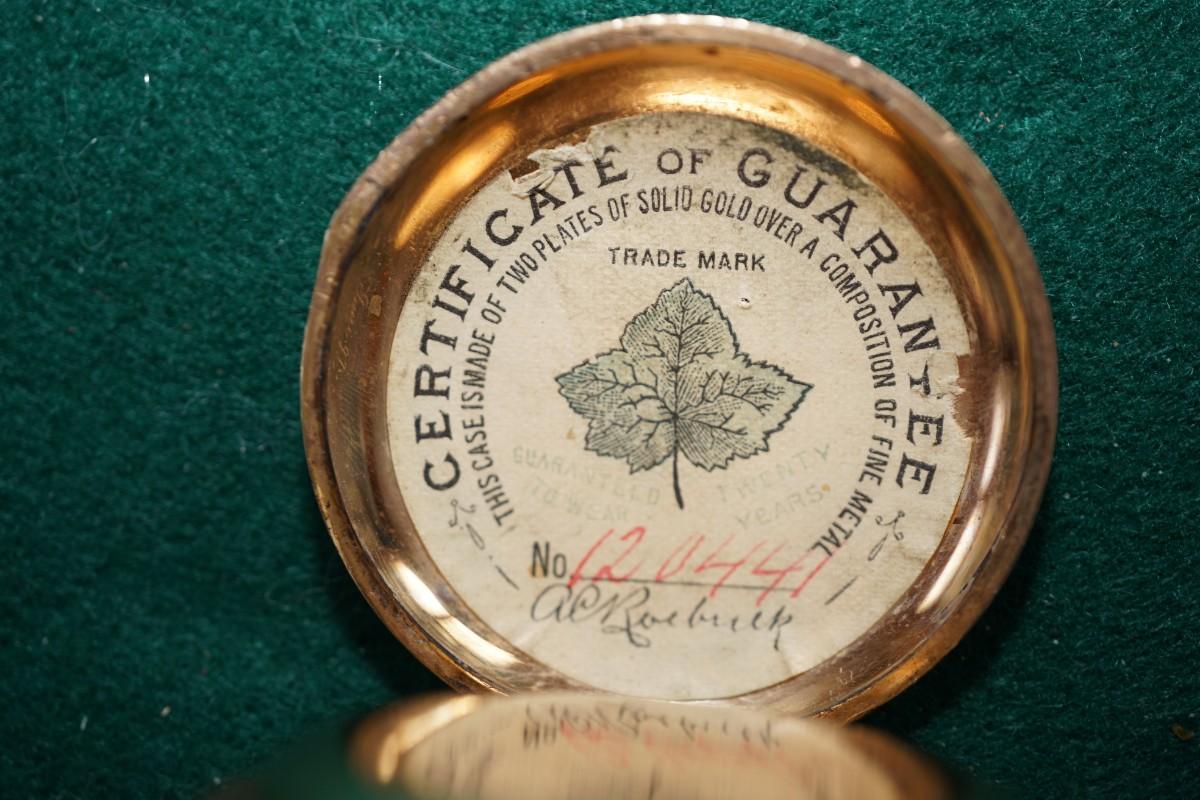 CERTIFICATE OF GUARANTEE
THIS CASE IS MADE OF TWO PLATES OF SOLID GOLD OVER A COMPOSITION OF FINE METAL
TRADE MARK
GUARANTEED TWENTY
TO WEAR YEARS.
No 120441
ACRoebuck